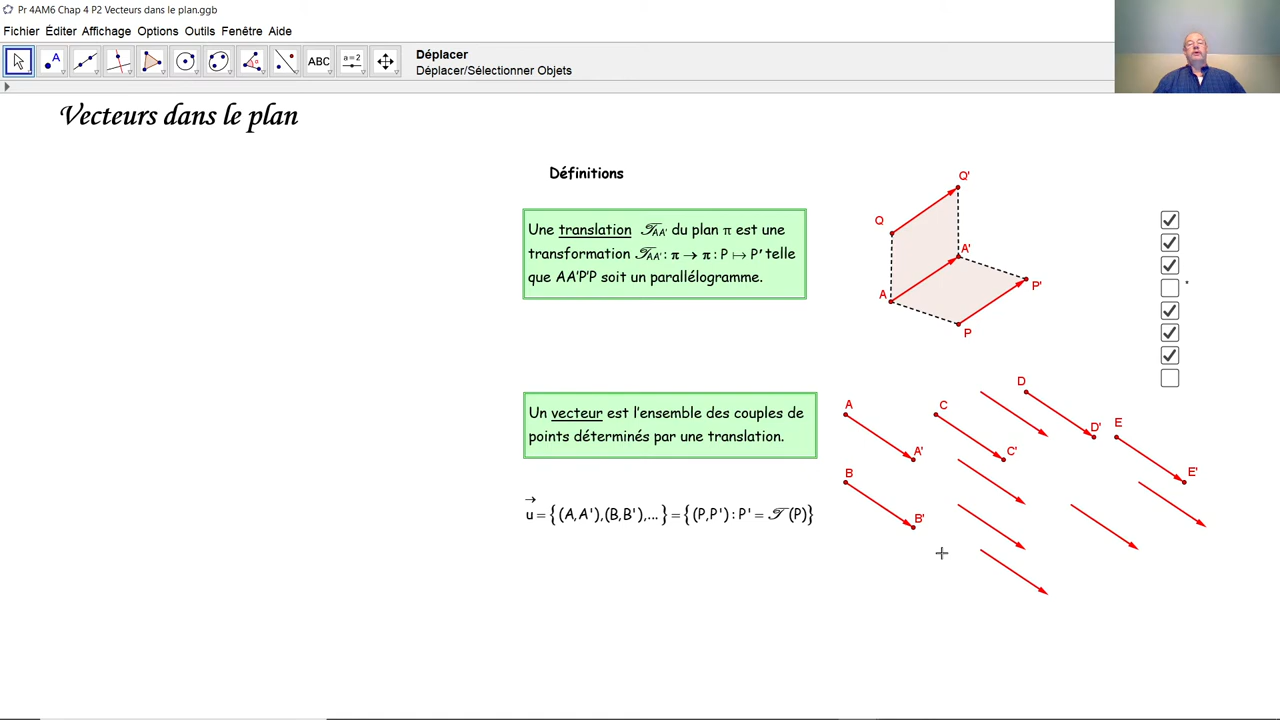 Pr 4AM6 Chap 4 P2 Vecteurs dans le plan.ggb
Fichier Éditer Affichage Options Outils Fenêtre Aide
A
ABC
a=2
Déplacer
Déplacer/Sélectionner Objets
Vecteurs dans le plan
Définitions
Une translation 𝒯AA' du plan π est une
transformation 𝒯AA' : π → π : P ↦ P' telle
que AA'P'P soit un parallélogramme.
Q'
Q
A'
A
P'
P
Un vecteur est l'ensemble des couples de
points déterminés par une translation.
u⃗ = {(A,A'),(B,B'),...} = {(P,P') : P' = 𝒯(P)}
D
A
C
D'
E
A'
C'
B
E'
B'